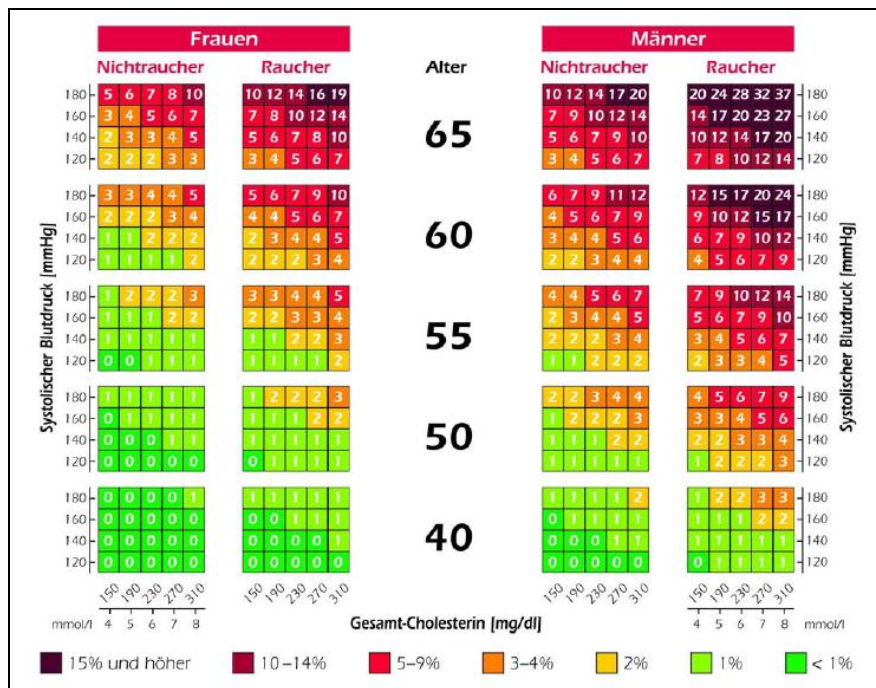 Frauen Männer
Nichtraucher Raucher Alter Nichtraucher Raucher
180 5 6 7 8 10 10 12 14 16 19 10 12 14 17 20 20 24 28 32 37 180
160 3 4 5 6 7 7 8 10 12 14 7 9 10 12 14 14 17 20 23 27 160
65
140 2 3 3 4 5 5 6 7 8 10 5 6 7 9 10 10 12 14 17 20 140
120 2 2 2 3 3 3 4 5 6 7 3 4 5 6 7 7 8 10 12 14 120
180 3 3 4 4 5 5 6 7 9 10 6 7 9 11 12 12 15 17 20 24 180
160 2 2 2 3 4 4 4 5 6 7 4 5 6 7 9 9 10 12 15 17 160
60
140 1 1 2 2 2 2 3 4 4 5 3 4 4 5 6 6 7 9 10 12 140
120 1 1 1 1 2 2 2 2 3 4 2 2 3 4 4 4 5 6 7 9 120
180 1 2 2 2 3 3 3 4 4 5 4 4 5 6 7 7 9 10 12 14 180
160 1 1 1 2 2 2 2 3 3 4 2 3 4 4 5 5 6 7 9 10 160
55
140 1 1 1 1 1 1 1 2 2 3 2 2 2 3 4 3 4 5 6 7 140
120 0 0 1 1 1 1 1 1 1 2 1 1 2 2 2 2 3 3 4 5 120
180 1 1 1 1 1 1 2 2 2 3 2 2 3 4 4 4 5 6 7 9 180
160 0 1 1 1 1 1 1 1 2 2 1 2 2 2 3 3 3 4 5 6 160
50
140 0 0 0 1 1 1 1 1 1 1 1 1 1 2 2 2 2 3 3 4 140
120 0 0 0 0 0 0 1 1 1 1 1 1 1 1 1 1 2 2 2 3 120
180 0 0 0 0 1 1 1 1 1 1 1 1 1 1 2 1 2 2 3 3 180
160 0 0 0 0 0 0 0 1 1 1 0 1 1 1 1 1 1 1 2 2 160
40
140 0 0 0 0 0 0 0 0 0 1 0 0 0 1 1 1 1 1 1 1 140
120 0 0 0 0 0 0 0 0 0 0 0 0 0 0 0 0 1 1 1 1 120
Systolischer Blutdruck [mmHg]
Systolischer Blutdruck [mmHg]
150 190 230 270 310 150 190 230 270 310 150 190 230 270 310 150 190 230 270 310
mmol/l 4 5 6 7 8 Gesamt-Cholesterin [mg/dl] mmol/l 4 5 6 7 8
15% und höher 10–14% 5–9% 3–4% 2% 1% < 1%